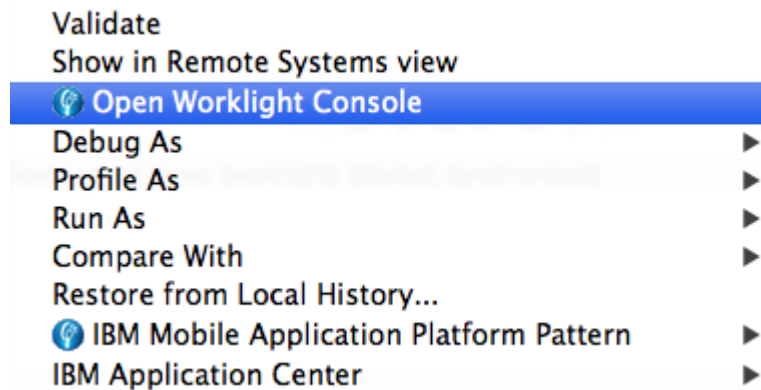 Validate
Show in Remote Systems view
Open Worklight Console
Debug As
Profile As
Run As
Compare With
Restore from Local History...
IBM Mobile Application Platform Pattern
IBM Application Center